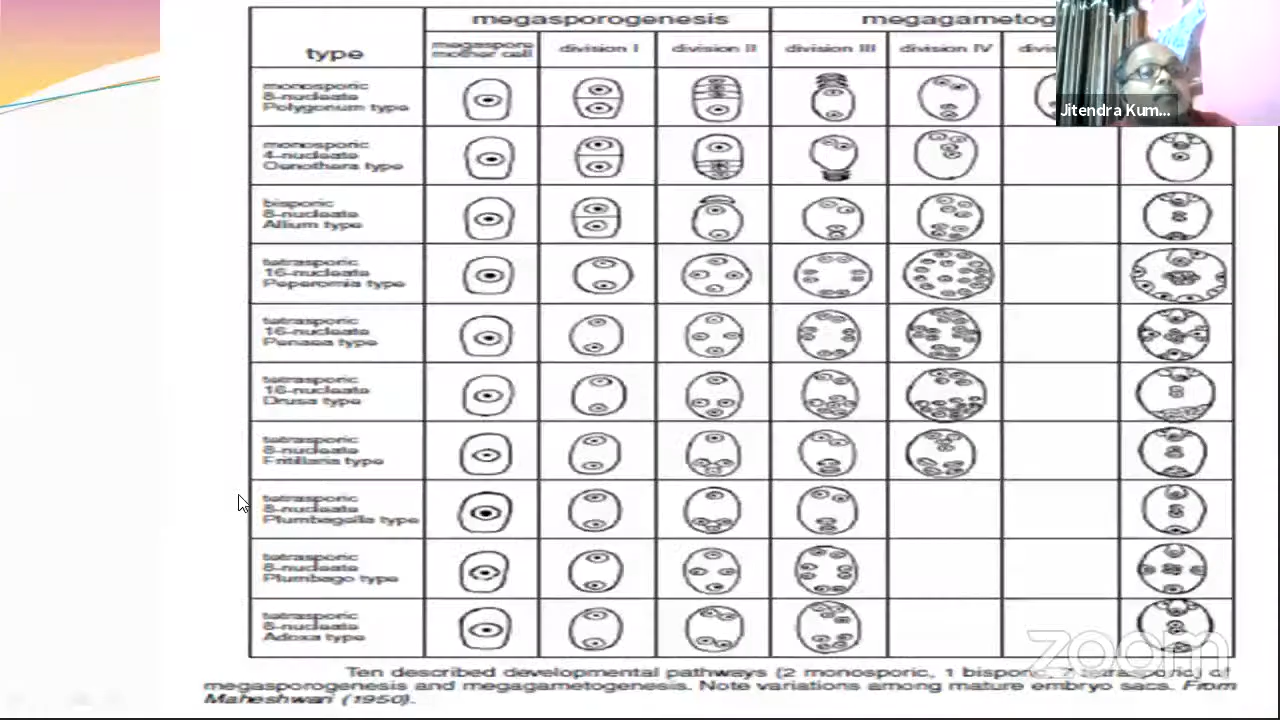 megasporogenesis
megagametog
type
megaspore
mother cell
division I
division II
division III
division IV
monosporic
8-nucleate
Polygonum type
monosporic
4-nucleate
Oenothera type
bisporic
8-nucleate
Allium type
tetrasporic
16-nucleate
Peperomia type
tetrasporic
16-nucleate
Penaea type
tetrasporic
16-nucleate
Drusa type
tetrasporic
8-nucleate
Fritillaria type
tetrasporic
8-nucleate
Plumbagella type
tetrasporic
8-nucleate
Plumbago type
tetrasporic
8-nucleate
Adoxa type
Jitendra Kum...
zoom
Ten described developmental pathways (2 monosporic, 1 bisporic, 7 tetrasporic) of
megasporogenesis and megagametogenesis. Note variations among mature embryo sacs. From
Maheshwari (1950).